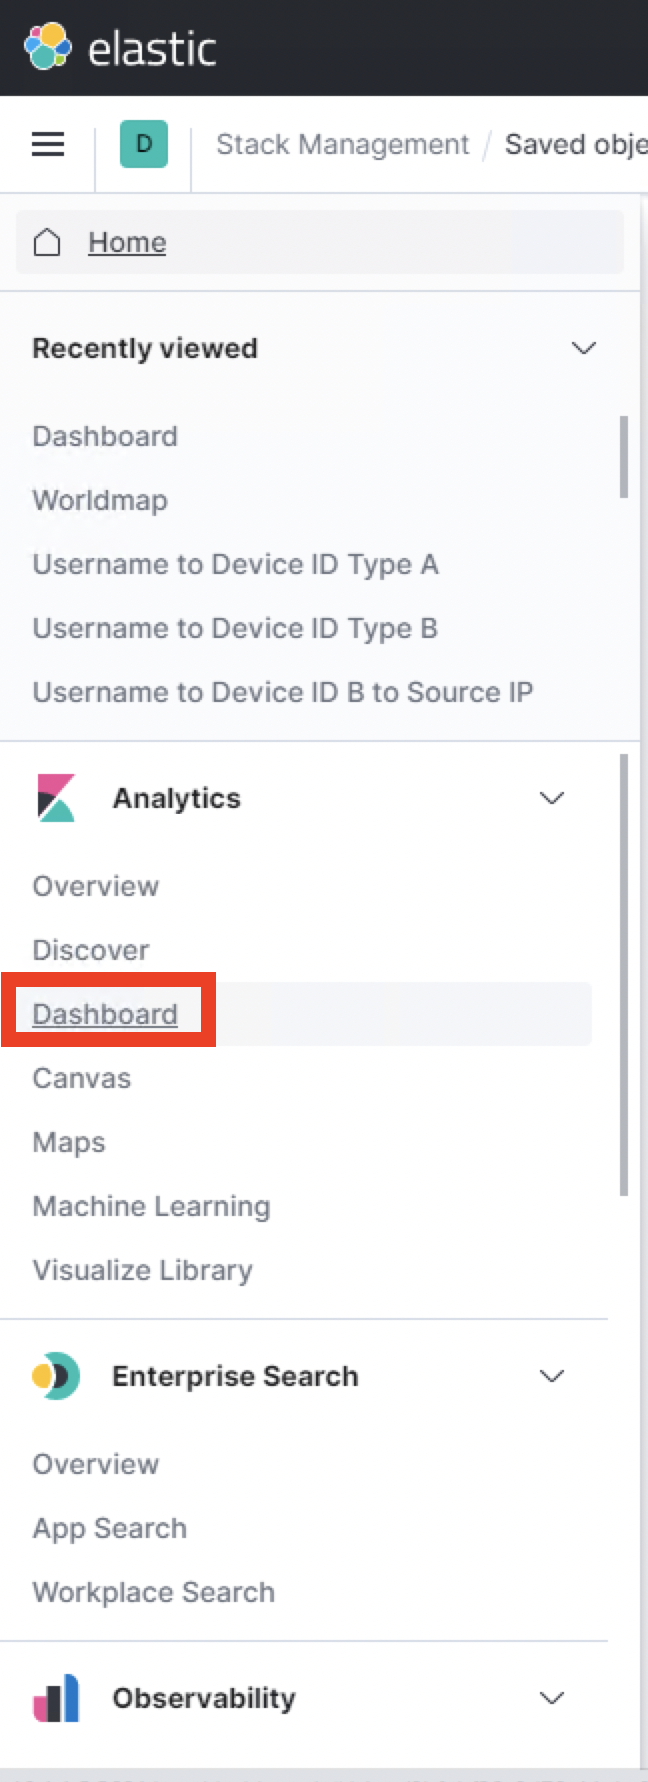 elastic
D Stack Management / Saved obje
Home
Recently viewed
Dashboard
Worldmap
Username to Device ID Type A
Username to Device ID Type B
Username to Device ID B to Source IP
Analytics
Overview
Discover
Dashboard
Canvas
Maps
Machine Learning
Visualize Library
Enterprise Search
Overview
App Search
Workplace Search
Observability